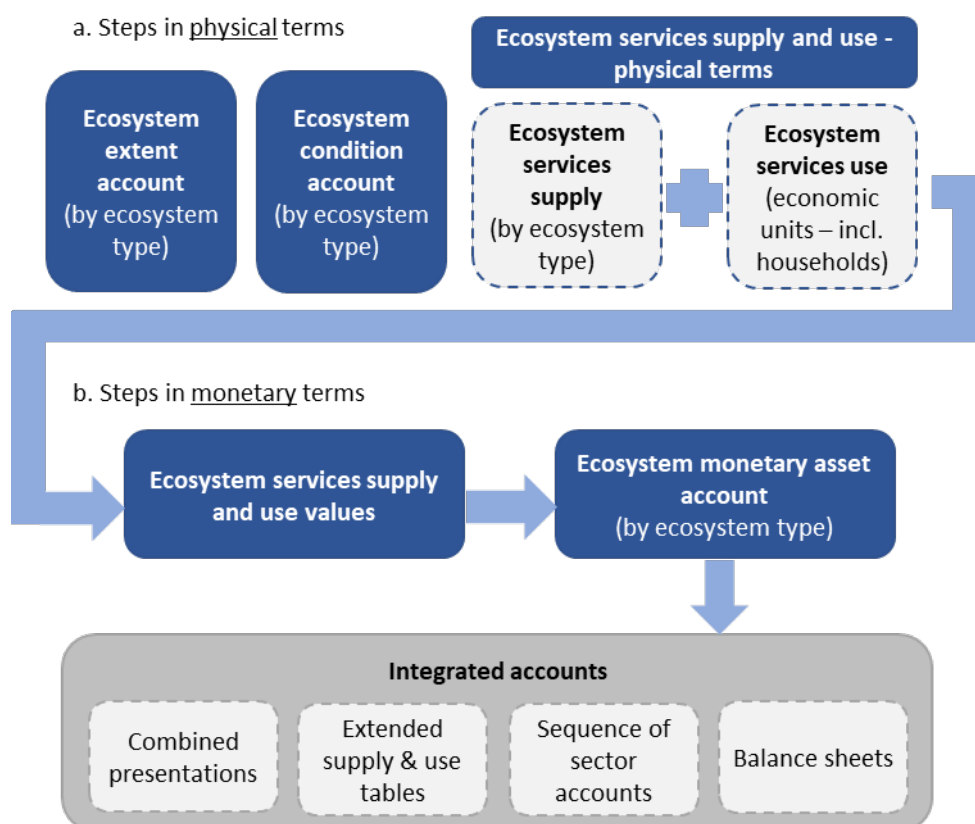 a. Steps in physical terms
Ecosystem services supply and use -
physical terms
Ecosystem
extent
account
(by ecosystem
type)
Ecosystem
condition
account
(by ecosystem
type)
Ecosystem
services
supply
(by ecosystem
type)
Ecosystem
services use
(economic
units – incl.
households)
b. Steps in monetary terms
Ecosystem services supply
and use values
Ecosystem monetary asset
account
(by ecosystem type)
Integrated accounts
Combined
presentations
Extended
supply & use
tables
Sequence of
sector
accounts
Balance sheets